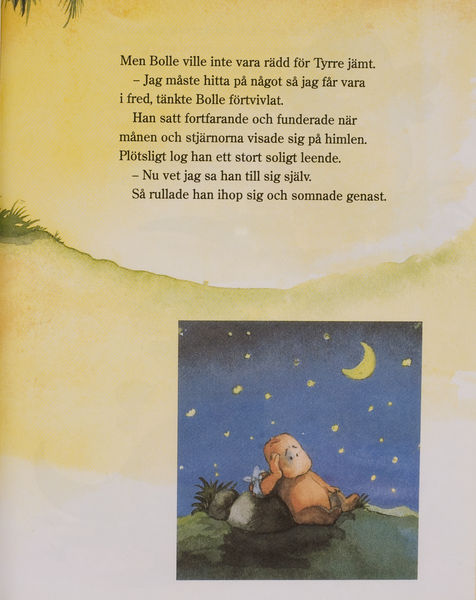 Men Bolle ville inte vara rädd för Tyrre jämt.
– Jag måste hitta på något så jag får vara
i fred, tänkte Bolle förtvivlat.
Han satt fortfarande och funderade när
månen och stjärnorna visade sig på himlen.
Plötsligt log han ett stort soligt leende.
– Nu vet jag sa han till sig själv.
Så rullade han ihop sig och somnade genast.